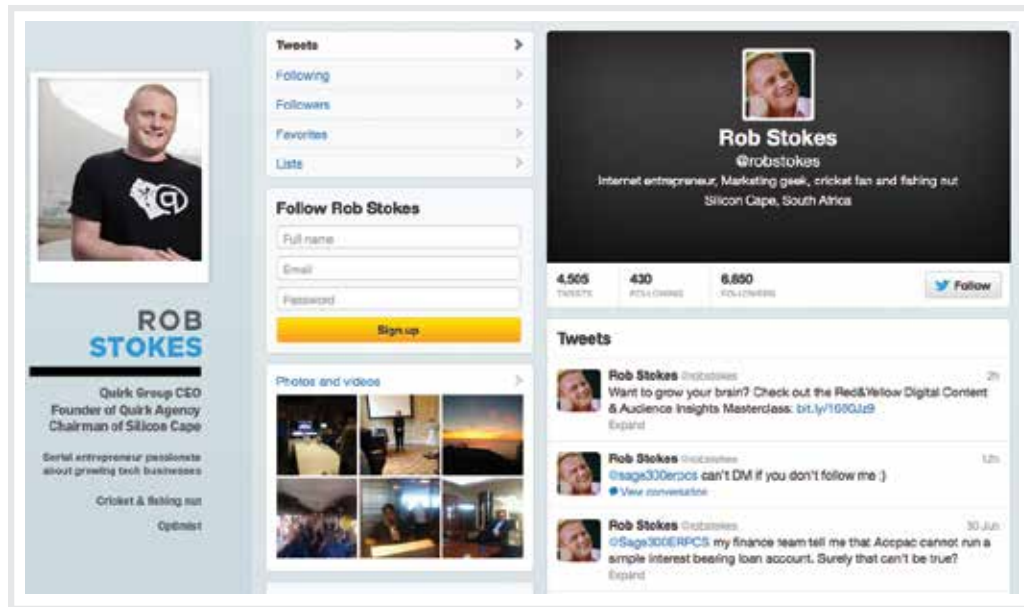 ROB
STOKES
Quirk Group CEO
Founder of Quirk Agency
Chairman of Silicon Cape
Serial entrepreneur passionate
about growing tech businesses
Cricket & fishing nut
Optimist
Tweets
Following
Followers
Favorites
Lists
Follow Rob Stokes
Full name
Email
Password
Sign up
Photos and videos
Rob Stokes
@robstokes
Internet entrepreneur, Marketing geek, cricket fan and fishing nut
Silicon Cape, South Africa
4,505 430 6,850
TWEETS FOLLOWING FOLLOWERS
Follow
Tweets
Rob Stokes @robstokes 2h
Want to grow your brain? Check out the Red&Yellow Digital Content
& Audience Insights Masterclass:
Expand
Rob Stokes @robstokes 12h
@sage300erpcs can't DM if you don't follow me :)
View conversation
Rob Stokes @robstokes 30 Jun
@Sage300ERPCS my finance team tell me that Accpac cannot run a
simple interest bearing loan account. Surely that can't be true?
Expand